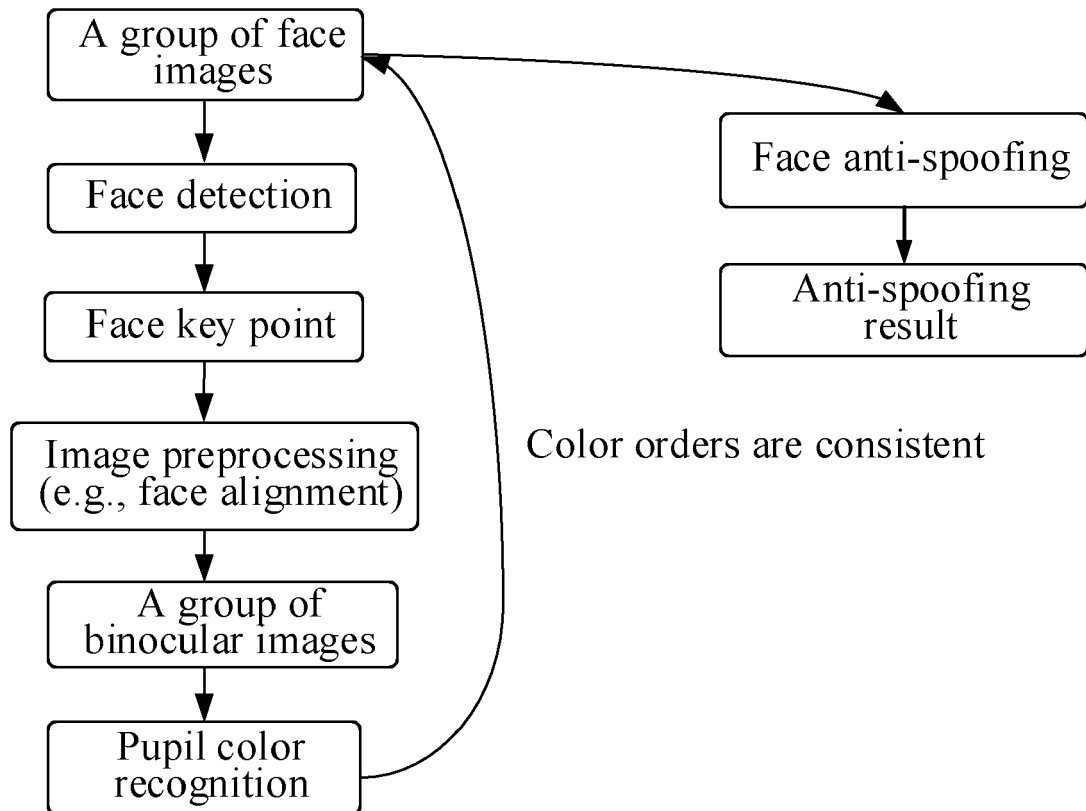 A group of face
images
Face detection
Face key point
Image preprocessing
(e.g., face alignment)
A group of
binocular images
Pupil color
recognition
Color orders are consistent
Face anti-spoofing
Anti-spoofing
result